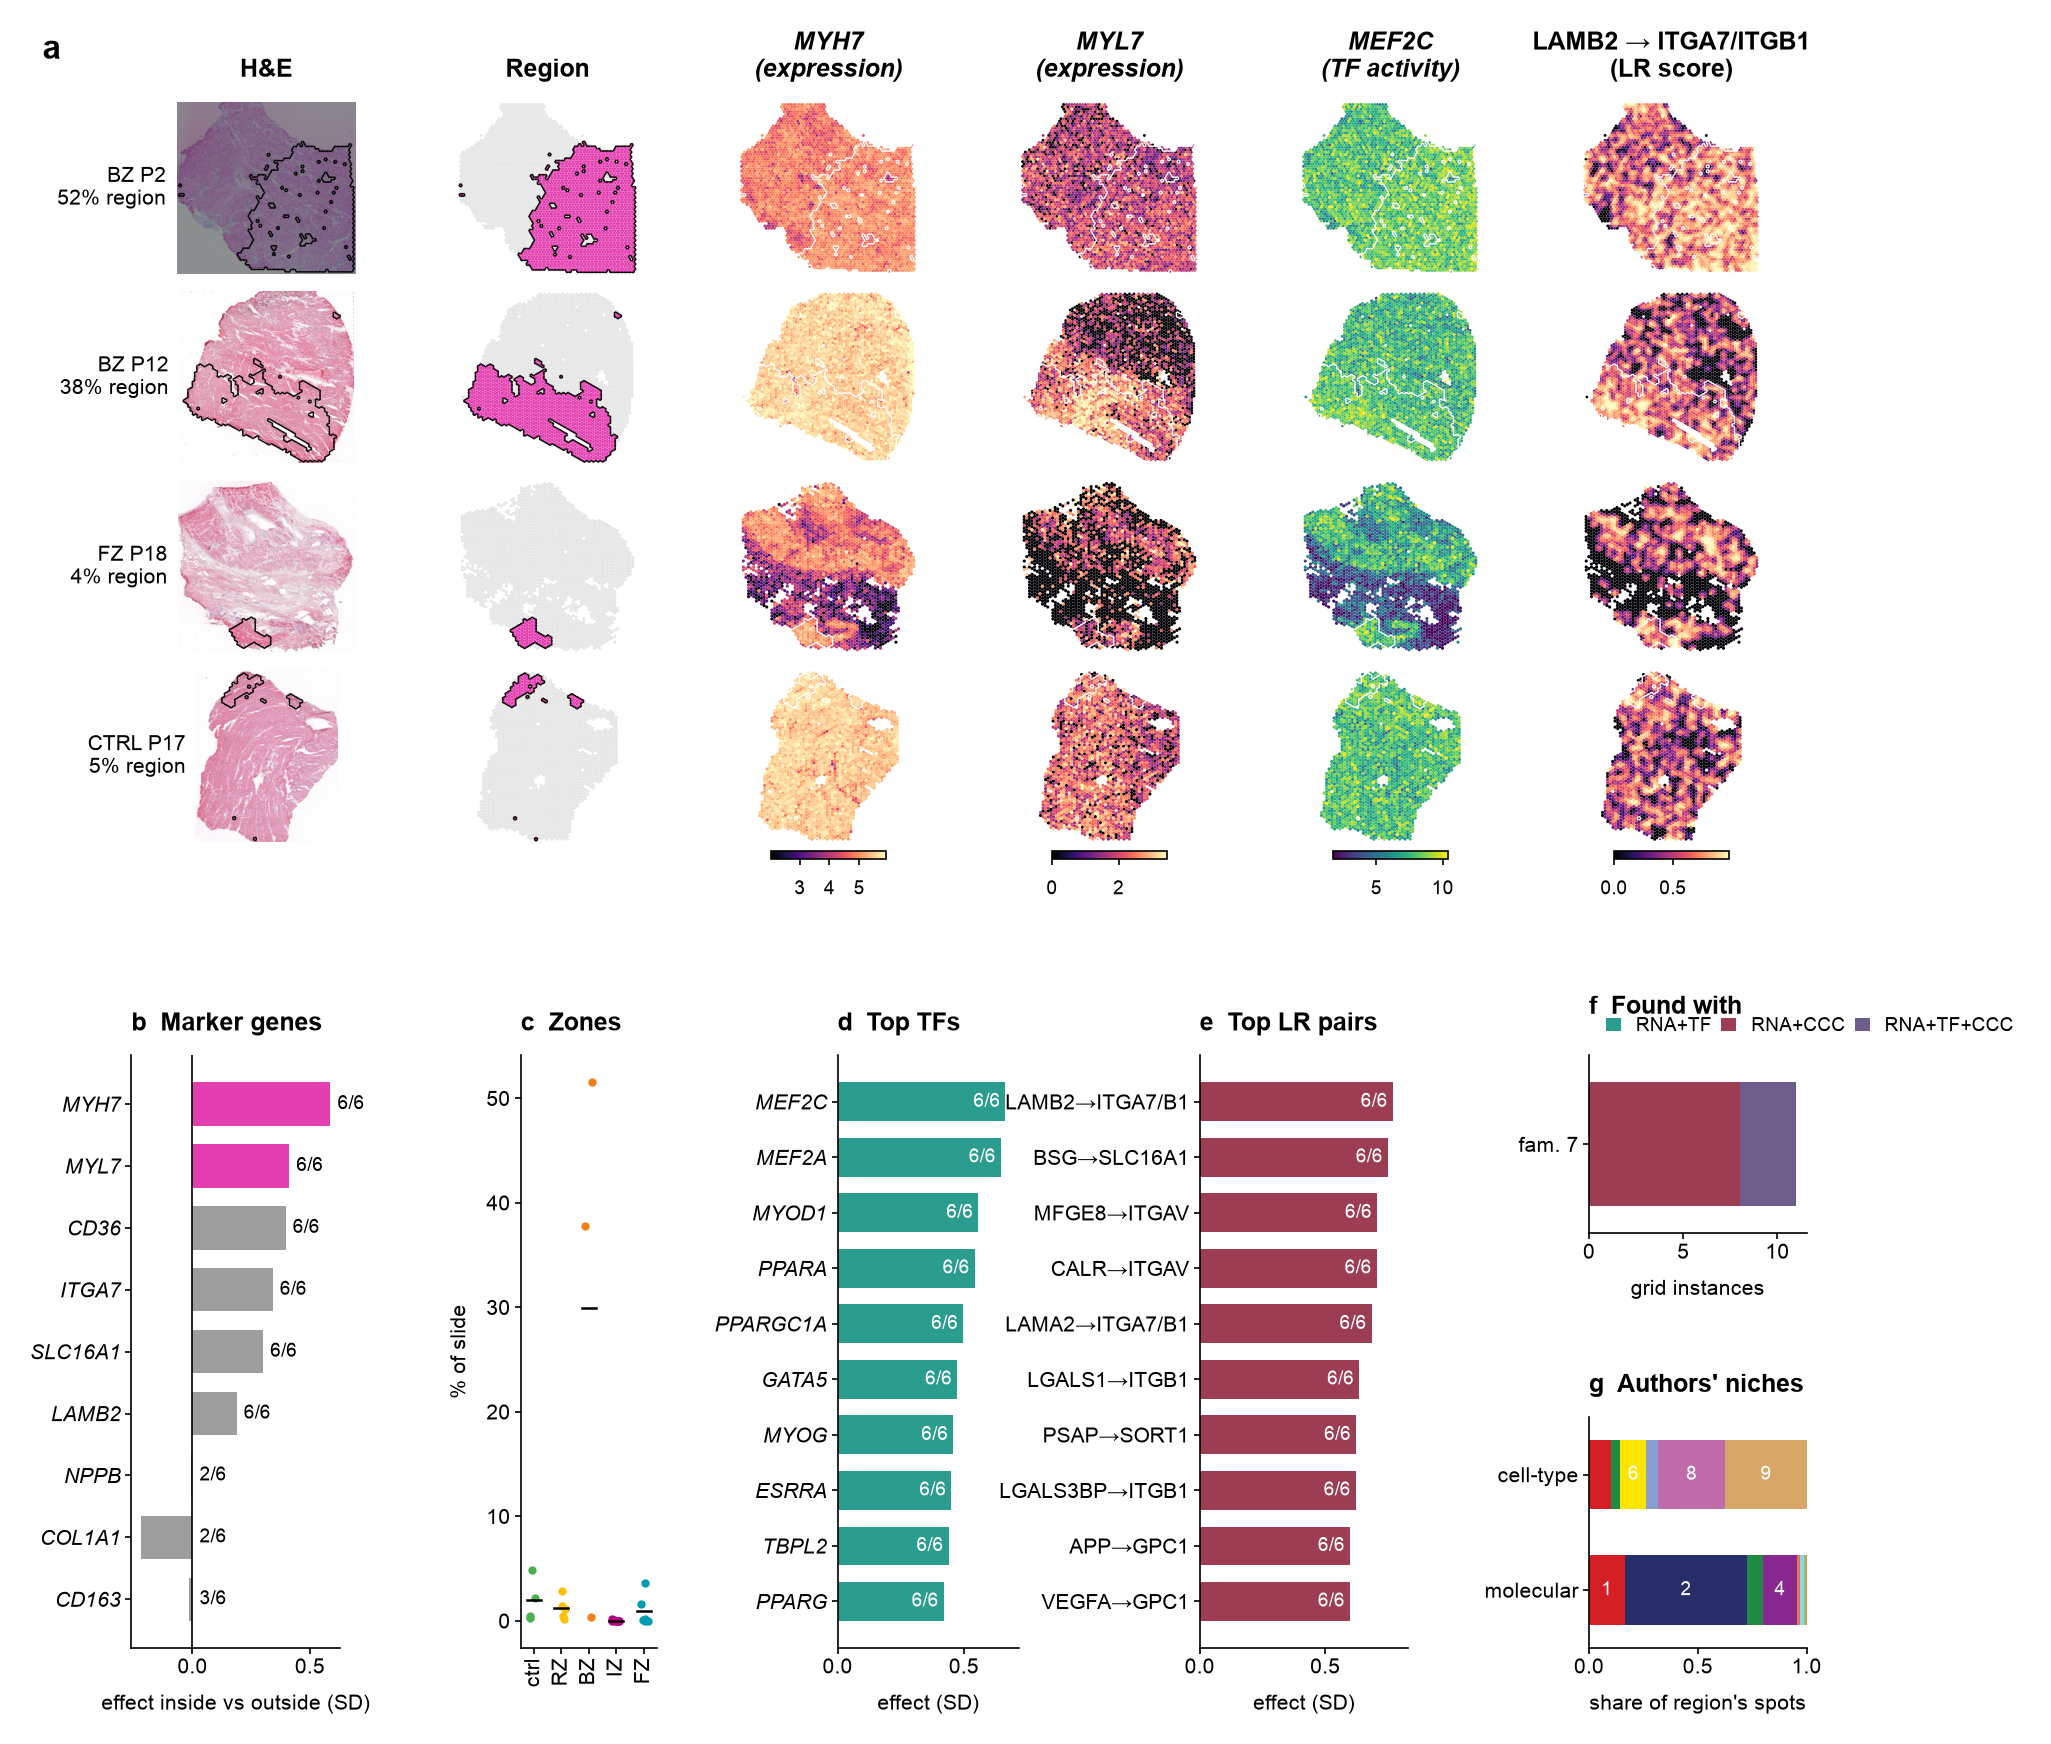 a
H&E
Region
MYH7
(expression)
MYL7
(expression)
MEF2C
(TF activity)
LAMB2 → ITGA7/ITGB1
(LR score)
BZ P2
52% region
BZ P12
38% region
FZ P18
4% region
CTRL P17
5% region
3 4 5
0 2
5 10
0.0 0.5
b Marker genes
MYH7 6/6
MYL7 6/6
CD36 6/6
ITGA7 6/6
SLC16A1 6/6
LAMB2 6/6
NPPB 2/6
COL1A1 2/6
CD163 3/6
0.0 0.5
effect inside vs outside (SD)
c Zones
% of slide
50
40
30
20
10
0
ctrl RZ BZ IZ FZ
d Top TFs
MEF2C 6/6
MEF2A 6/6
MYOD1 6/6
PPARA 6/6
PPARGC1A 6/6
GATA5 6/6
MYOG 6/6
ESRRA 6/6
TBPL2 6/6
PPARG 6/6
0.0 0.5
effect (SD)
e Top LR pairs
LAMB2→ITGA7/B1 6/6
BSG→SLC16A1 6/6
MFGE8→ITGAV 6/6
CALR→ITGAV 6/6
LAMA2→ITGA7/B1 6/6
LGALS1→ITGB1 6/6
PSAP→SORT1 6/6
LGALS3BP→ITGB1 6/6
APP→GPC1 6/6
VEGFA→GPC1 6/6
0.0 0.5
effect (SD)
f Found with
RNA+TF RNA+CCC RNA+TF+CCC
fam. 7
0 5 10
grid instances
g Authors' niches
cell-type 6 8 9
molecular 1 2 4
0.0 0.5 1.0
share of region's spots